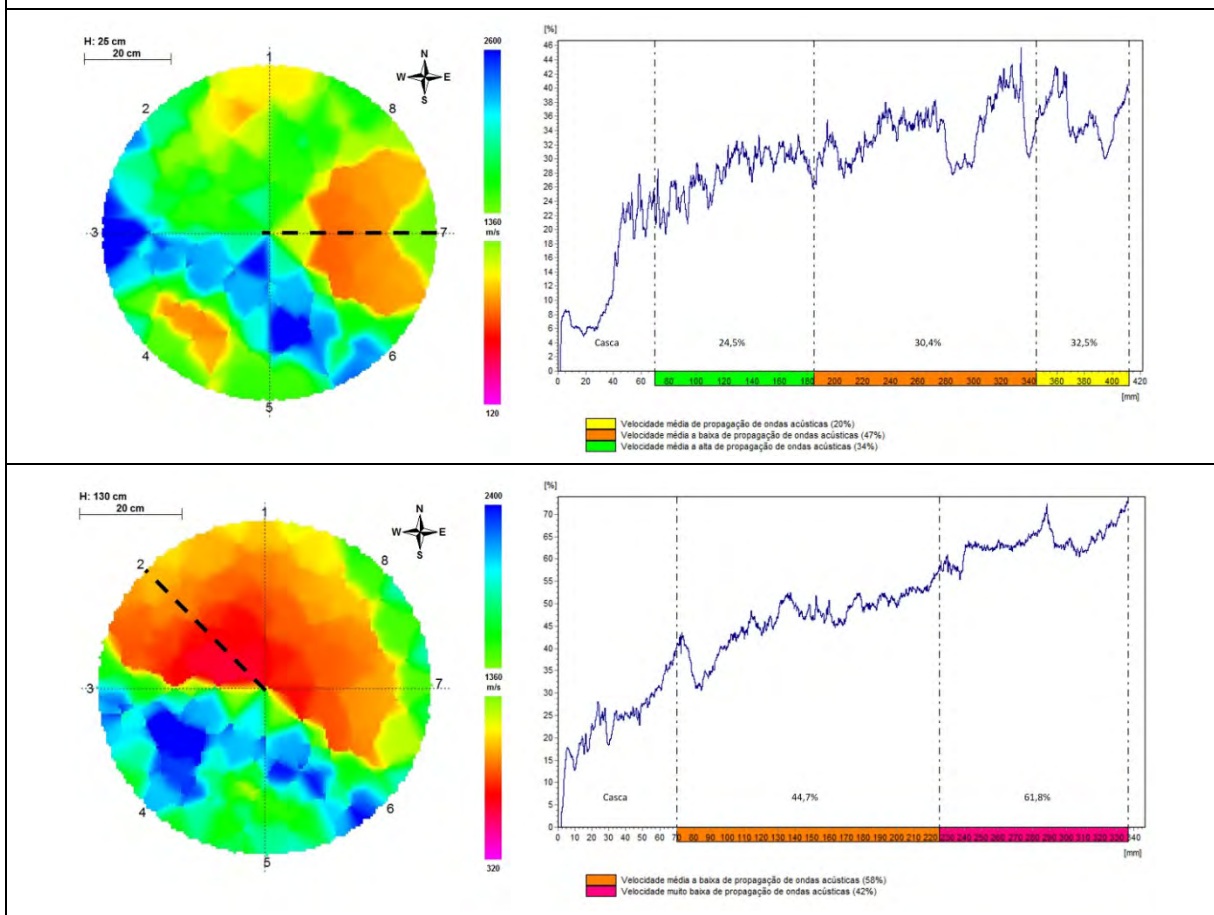 H: 25 cm
20 cm
N
W E
S
1
2
8
3
7
4
6
5
2600
1360
m/s
120
[%]
46
44
42
40
38
36
34
32
30
28
26
24
22
20
18
16
14
12
10
8
6
4
2
0
Casca 24,5% 30,4% 32,5%
0 20 40 60 80 100 120 140 160 180 200 220 240 260 280 300 320 340 360 380 400 420
[mm]
Velocidade média de propagação de ondas acústicas (20%)
Velocidade média a baixa de propagação de ondas acústicas (47%)
Velocidade média a alta de propagação de ondas acústicas (34%)
H: 130 cm
20 cm
N
W E
S
1
2
8
3
7
4
6
5
2400
1360
m/s
320
[%]
70
65
60
55
50
45
40
35
30
25
20
15
10
5
0
Casca 44,7% 61,8%
0 10 20 30 40 50 60 70 80 90 100 110 120 130 140 150 160 170 180 190 200 210 220 230 240 250 260 270 280 290 300 310 320 330 340
[mm]
Velocidade média a baixa de propagação de ondas acústicas (58%)
Velocidade muito baixa de propagação de ondas acústicas (42%)